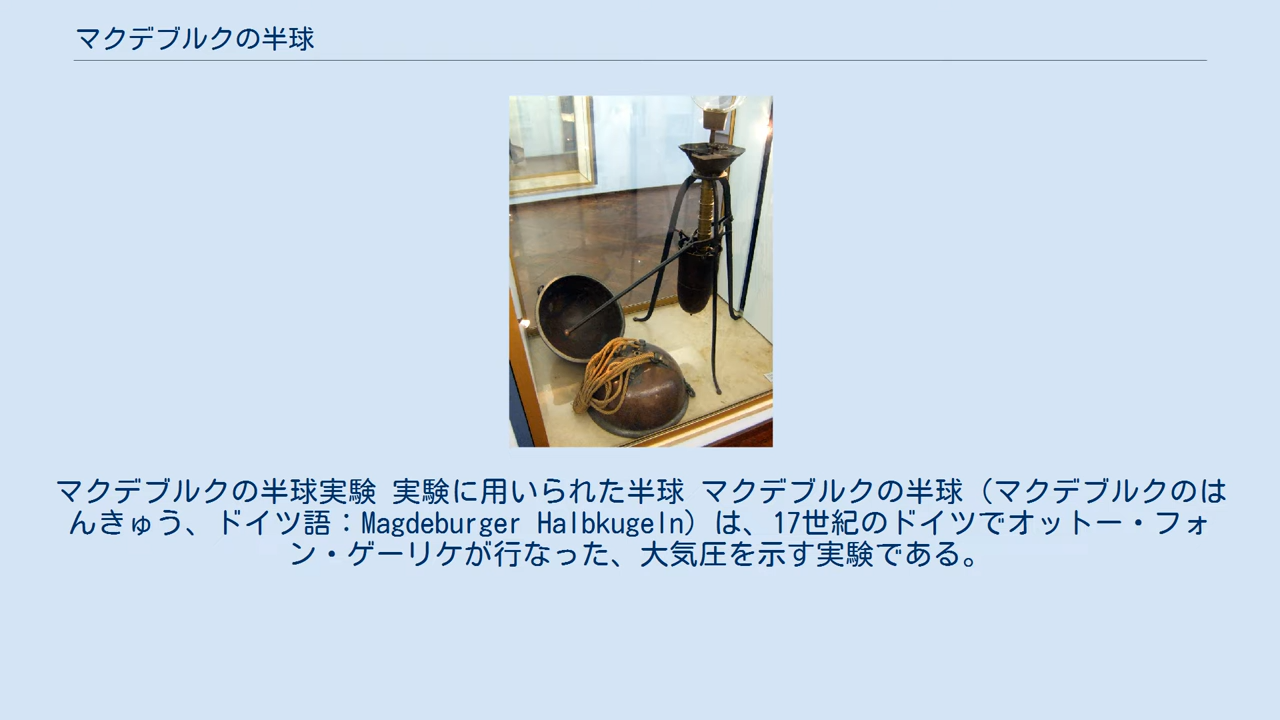 マクデブルクの半球
マクデブルクの半球実験 実験に用いられた半球 マクデブルクの半球（マクデブルクのは
んきゅう、ドイツ語：Magdeburger Halbkugeln）は、17世紀のドイツでオットー・フォ
ン・ゲーリケが行なった、大気圧を示す実験である。